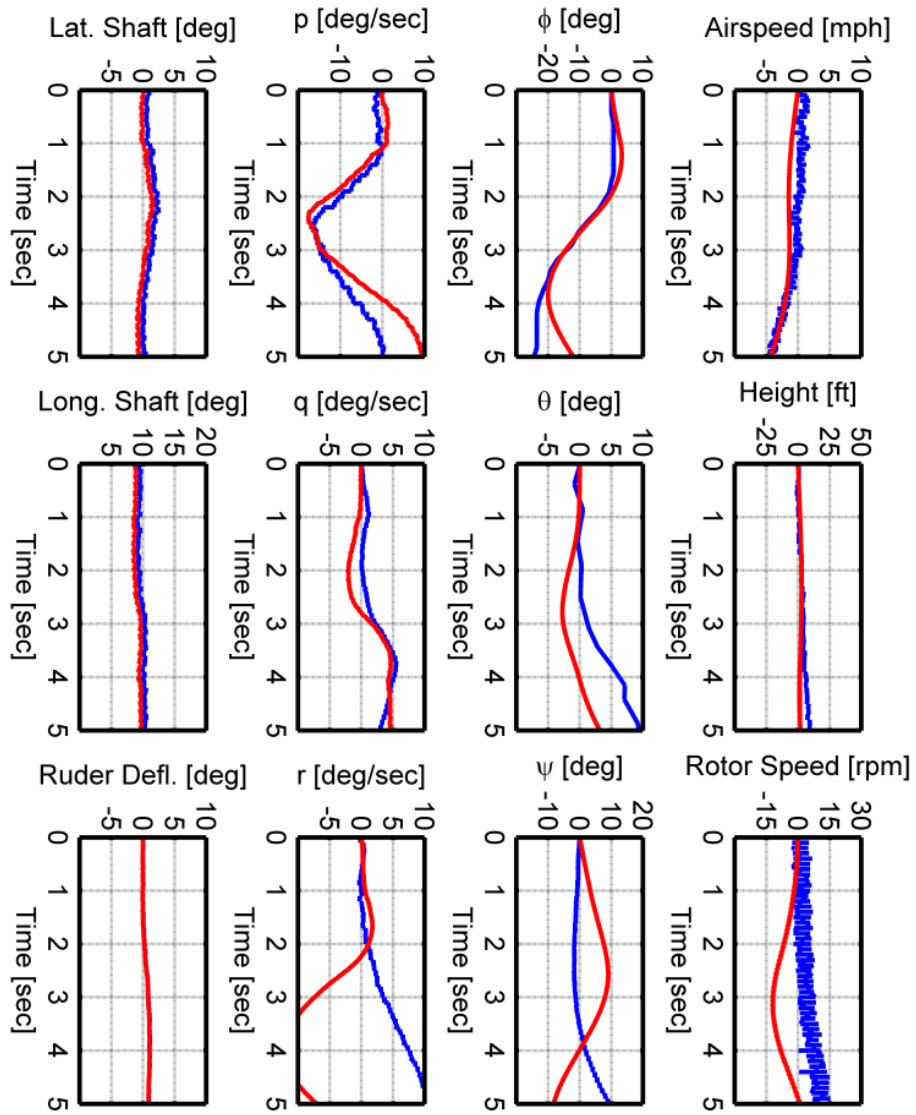 Lat. Shaft [deg]
-5 0 5 10
0 1 2 3 4 5
Time [sec]
p [deg/sec]
-10 0 10
0 1 2 3 4 5
Time [sec]
ϕ [deg]
-20 -10 0 10
0 1 2 3 4 5
Time [sec]
Airspeed [mph]
-5 0 5 10
0 1 2 3 4 5
Time [sec]
Long. Shaft [deg]
5 10 15 20
0 1 2 3 4 5
Time [sec]
q [deg/sec]
-5 0 5 10
0 1 2 3 4 5
Time [sec]
θ [deg]
-5 0 5 10
0 1 2 3 4 5
Time [sec]
Height [ft]
-25 0 25 50
0 1 2 3 4 5
Time [sec]
Ruder Defl. [deg]
-5 0 5 10
0 1 2 3 4 5
Time [sec]
r [deg/sec]
-5 0 5 10
0 1 2 3 4 5
Time [sec]
ψ [deg]
-10 0 10 20
0 1 2 3 4 5
Time [sec]
Rotor Speed [rpm]
-15 0 15 30
0 1 2 3 4 5
Time [sec]